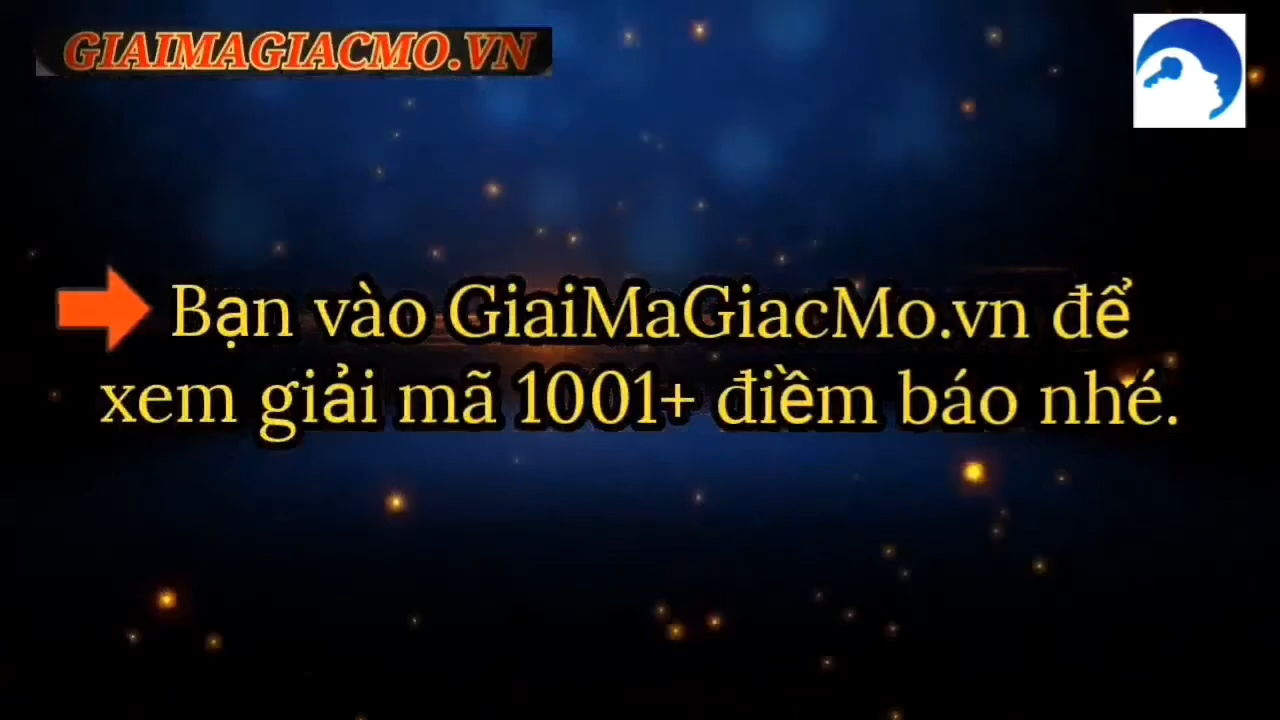 GIAIMAGIACMO.VN
Bạn vào GiaiMaGiacMo.vn để
xem giải mã 1001+ điềm báo nhé.